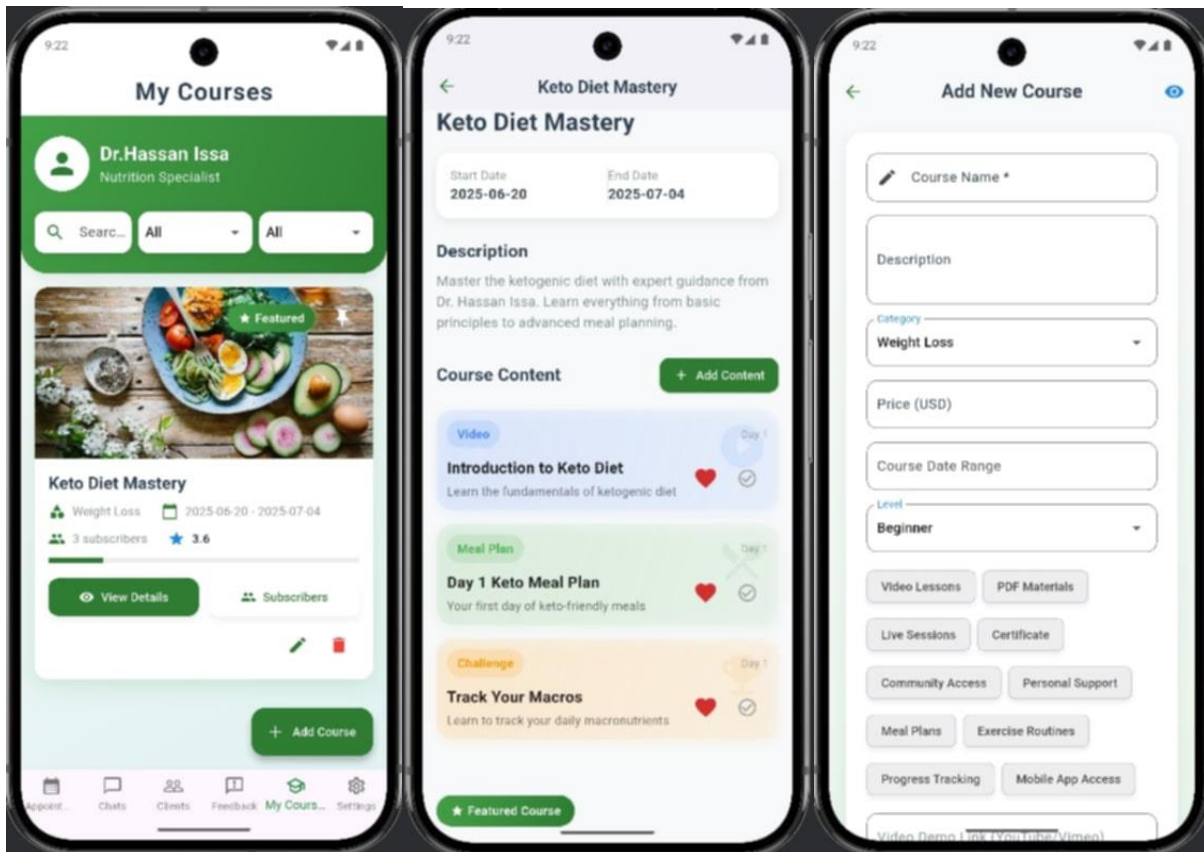 9:22
My Courses
Dr.Hassan Issa
Nutrition Specialist
Searc... All All
Featured
Keto Diet Mastery
Weight Loss 2025-06-20 - 2025-07-04
3 subscribers 3.6
View Details Subscribers
+ Add Course
Appoint... Chats Clients Feedback My Cours... Settings
9:22
Keto Diet Mastery
Keto Diet Mastery
Start Date End Date
2025-06-20 2025-07-04
Description
Master the ketogenic diet with expert guidance from
Dr. Hassan Issa. Learn everything from basic
principles to advanced meal planning.
Course Content + Add Content
Video Day 1
Introduction to Keto Diet
Learn the fundamentals of ketogenic diet
Meal Plan Day 1
Day 1 Keto Meal Plan
Your first day of keto-friendly meals
Challenge Day 1
Track Your Macros
Learn to track your daily macronutrients
Featured Course
9:22
Add New Course
Course Name *
Description
Category
Weight Loss
Price (USD)
Course Date Range
Level
Beginner
Video Lessons PDF Materials
Live Sessions Certificate
Community Access Personal Support
Meal Plans Exercise Routines
Progress Tracking Mobile App Access
Video Demo Link (YouTube/Vimeo)